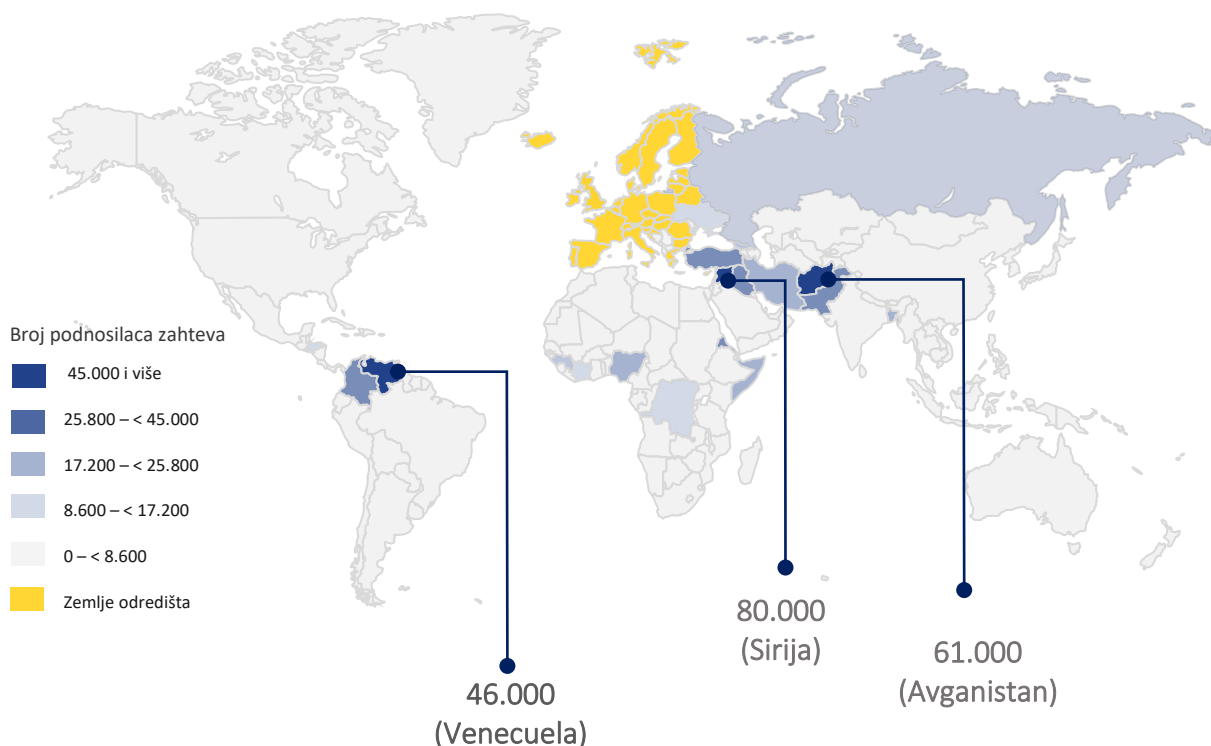 Broj podnosilaca zahteva
45.000 i više
25.800 – < 45.000
17.200 – < 25.800
8.600 – < 17.200
0 – < 8.600
Zemlje odredišta
80.000
(Sirija)
61.000
(Avganistan)
46.000
(Venecuela)